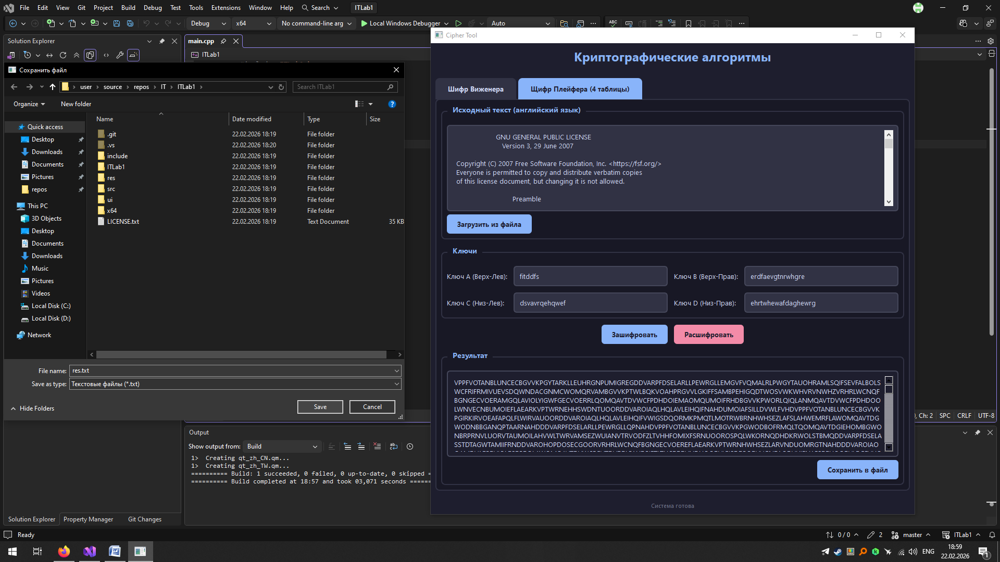 File Edit View Git Project Build Debug Test Tools Extensions Window Help Search ITLab1
Debug x64 No command-line arg Local Windows Debugger Auto
Solution Explorer
main.cpp
ITLab1
Сохранить файл
user source repos IT ITLab1
Search ITLab1
Organize New folder
Name Date modified Type Size
Quick access
Desktop
Downloads
Documents
Pictures
repos
This PC
3D Objects
Desktop
Documents
Downloads
Music
Pictures
Videos
Local Disk (C:)
Local Disk (D:)
Network
.git 22.02.2026 18:19 File folder
.vs 22.02.2026 18:20 File folder
include 22.02.2026 18:19 File folder
ITLab1 22.02.2026 18:19 File folder
res 22.02.2026 18:19 File folder
src 22.02.2026 18:19 File folder
ui 22.02.2026 18:19 File folder
x64 22.02.2026 18:19 File folder
LICENSE.txt 22.02.2026 18:19 Text Document 35 KB
File name: res.txt
Save as type: Текстовые файлы (*.txt)
Hide Folders Save Cancel
Cipher Tool
Криптографические алгоритмы
Шифр Виженера Щифр Плейфера (4 таблицы)
Исходный текст (английский язык)
GNU GENERAL PUBLIC LICENSE
Version 3, 29 June 2007
Copyright (C) 2007 Free Software Foundation, Inc. <https://fsf.org/>
Everyone is permitted to copy and distribute verbatim copies
of this license document, but changing it is not allowed.
Preamble
Загрузить из файла
Ключи
Ключ A (Верх-Лев): fitddfs Ключ B (Верх-Прав): erdfaevgtnrwhgre
Ключ C (Низ-Лев): dsvavrqehqwef Ключ D (Низ-Прав): ehrtwhewafdaghewrg
Зашифровать Расшифровать
Результат
VPPFVOTANBLUNCECBGVVKPGYTARKLLEUHRGNPUMIGREGDDVARPFDSELARLLPEWRGLLEMGVFVQMALRLPWGYTAUOHRAMLSQIFSEVFALBOLS
WCFRIFRMIVUEVSDQWNDACGNMCWOMQRVAMBGVVKPTWLBQKVOAHPRGVVLGKIFFSAMBPEHIGQDTWOSVWKWHVRVNWHZVRHRLWCNQF
BGNGECVOERAMGQLAVIOLYIGWFGECVOERRLQOMQAVTDVWCFPDHDOIEMAOMQUMOIFRHDBGVVKPWORLQIQLANMQAVTDVWCFPDHDOO
LWNVECNBUMOIEFLAEARKVPTWRNEHHSWDNTUOORDDVAROIAQLHQLAVLEIHQIFNAHDUMOIAFSILLDVWLFVHDVPPFVOTANBLUNCECBGVVK
PGIRKIRVOEAFAPQLFLWIRVAUOORDDVAROIAQLHQLAVLEIHQIFVWIGSDQORMKPMQTLMOTRWBRNHWHSEZLAFSLAHWEMRFLAWOMQAVTDG
WODNBBGANQPTAARNAHDDDVARPFDSELARLLPEWRGLLQPNAHDVPPFVOTANBLUNCECBGVVKPGWODBOFRMQLTQOMQAVTDGIEHOMBGWO
NBRPRNVLUORVTAUMOILAHVWLTWRVAMSEZWUIANVTRVODFZLTVHHFOMIXFSRNUOOROSPQLWKORNQDHDKRWOLSTBMQDDVARPFDSELA
SSTDTAGWTAMIIFRNDDVAROHOPDOSECGOORVRHRLWCNQFBGNGECVOEREFLAEARKVPTWRNHWHSEZLARVNDUOMRGTNAHDDDVAROIAO
Сохранить в файл
Система готова
Ch: 2 SPC CRLF UTF-8
Output
Show output from: Build
1> Creating qt_zh_CN.qm...
1> Creating qt_zh_TW.qm...
========== Build: 1 succeeded, 0 failed, 0 up-to-date, 0 skipped =
========== Build completed at 18:57 and took 03,071 seconds ======
Solution Explorer Property Manager Git Changes
Ready 0 / 0 2 master ITLab1
ENG 18:59
22.02.2026
1